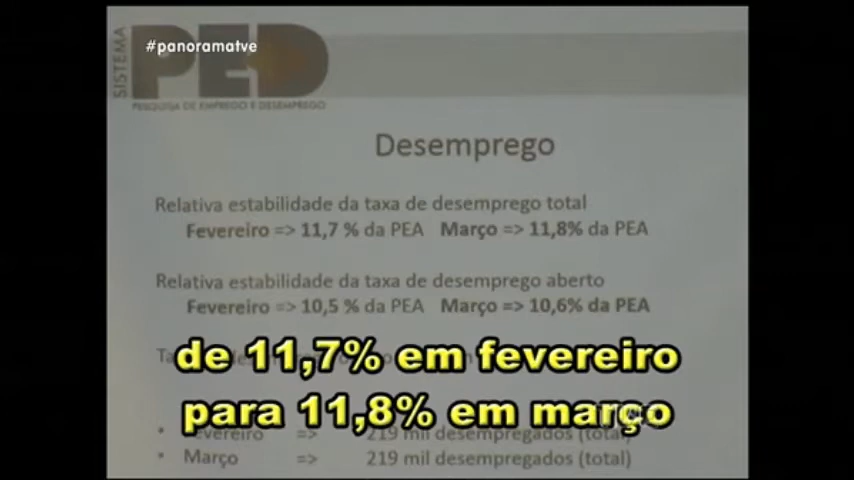 #panoramatve
SISTEMA
PED
PESQUISA DE EMPREGO E DESEMPREGO
Desemprego
Relativa estabilidade da taxa de desemprego total
Fevereiro => 11,7 % da PEA Março => 11,8% da PEA
Relativa estabilidade da taxa de desemprego aberto
Fevereiro => 10,5 % da PEA Março => 10,6% da PEA
de 11,7% em fevereiro
para 11,8% em março
• Fevereiro => 219 mil desempregados (total)
• Março => 219 mil desempregados (total)